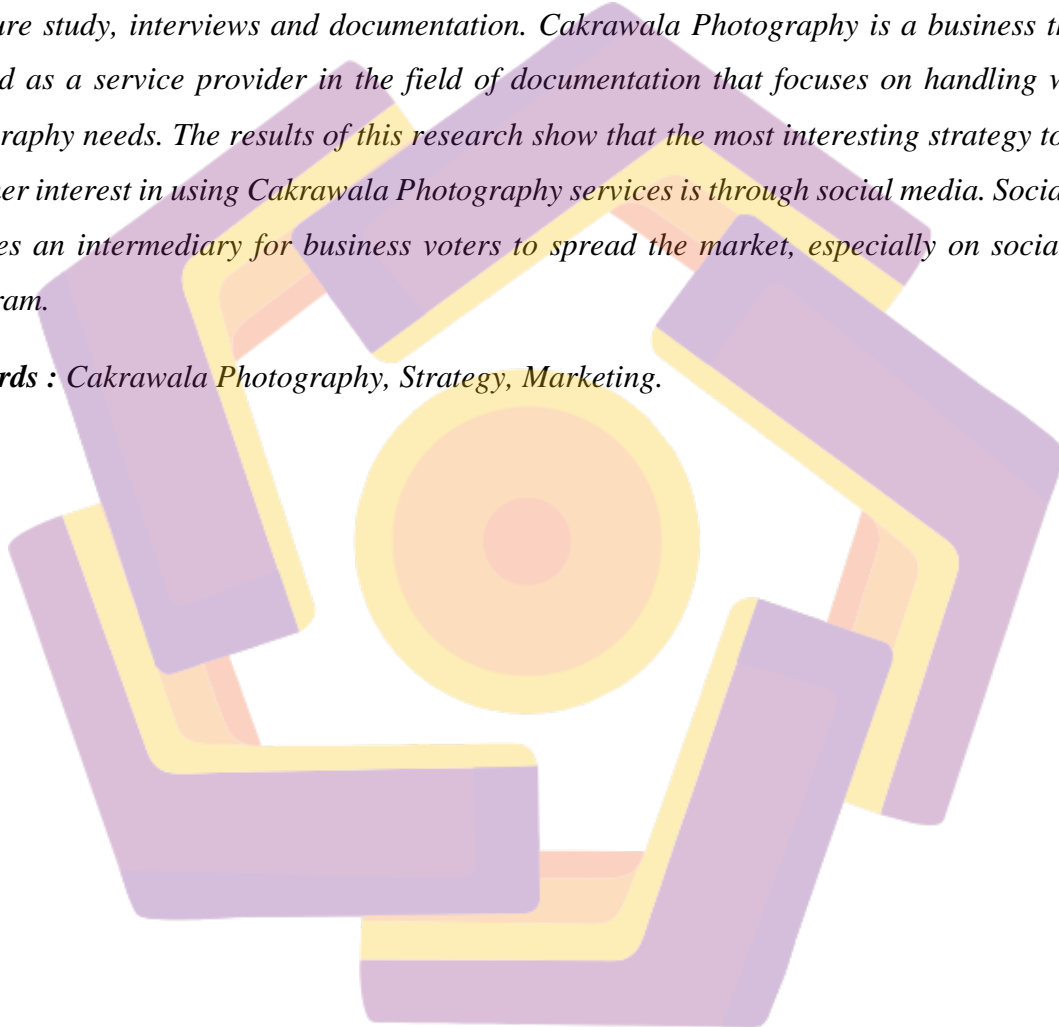 ure study, interviews and documentation. Cakrawala Photography is a business th
d as a service provider in the field of documentation that focuses on handling v
raphy needs. The results of this research show that the most interesting strategy to
er interest in using Cakrawala Photography services is through social media. Social
es an intermediary for business voters to spread the market, especially on social
ram.
rds : Cakrawala Photography, Strategy, Marketing.